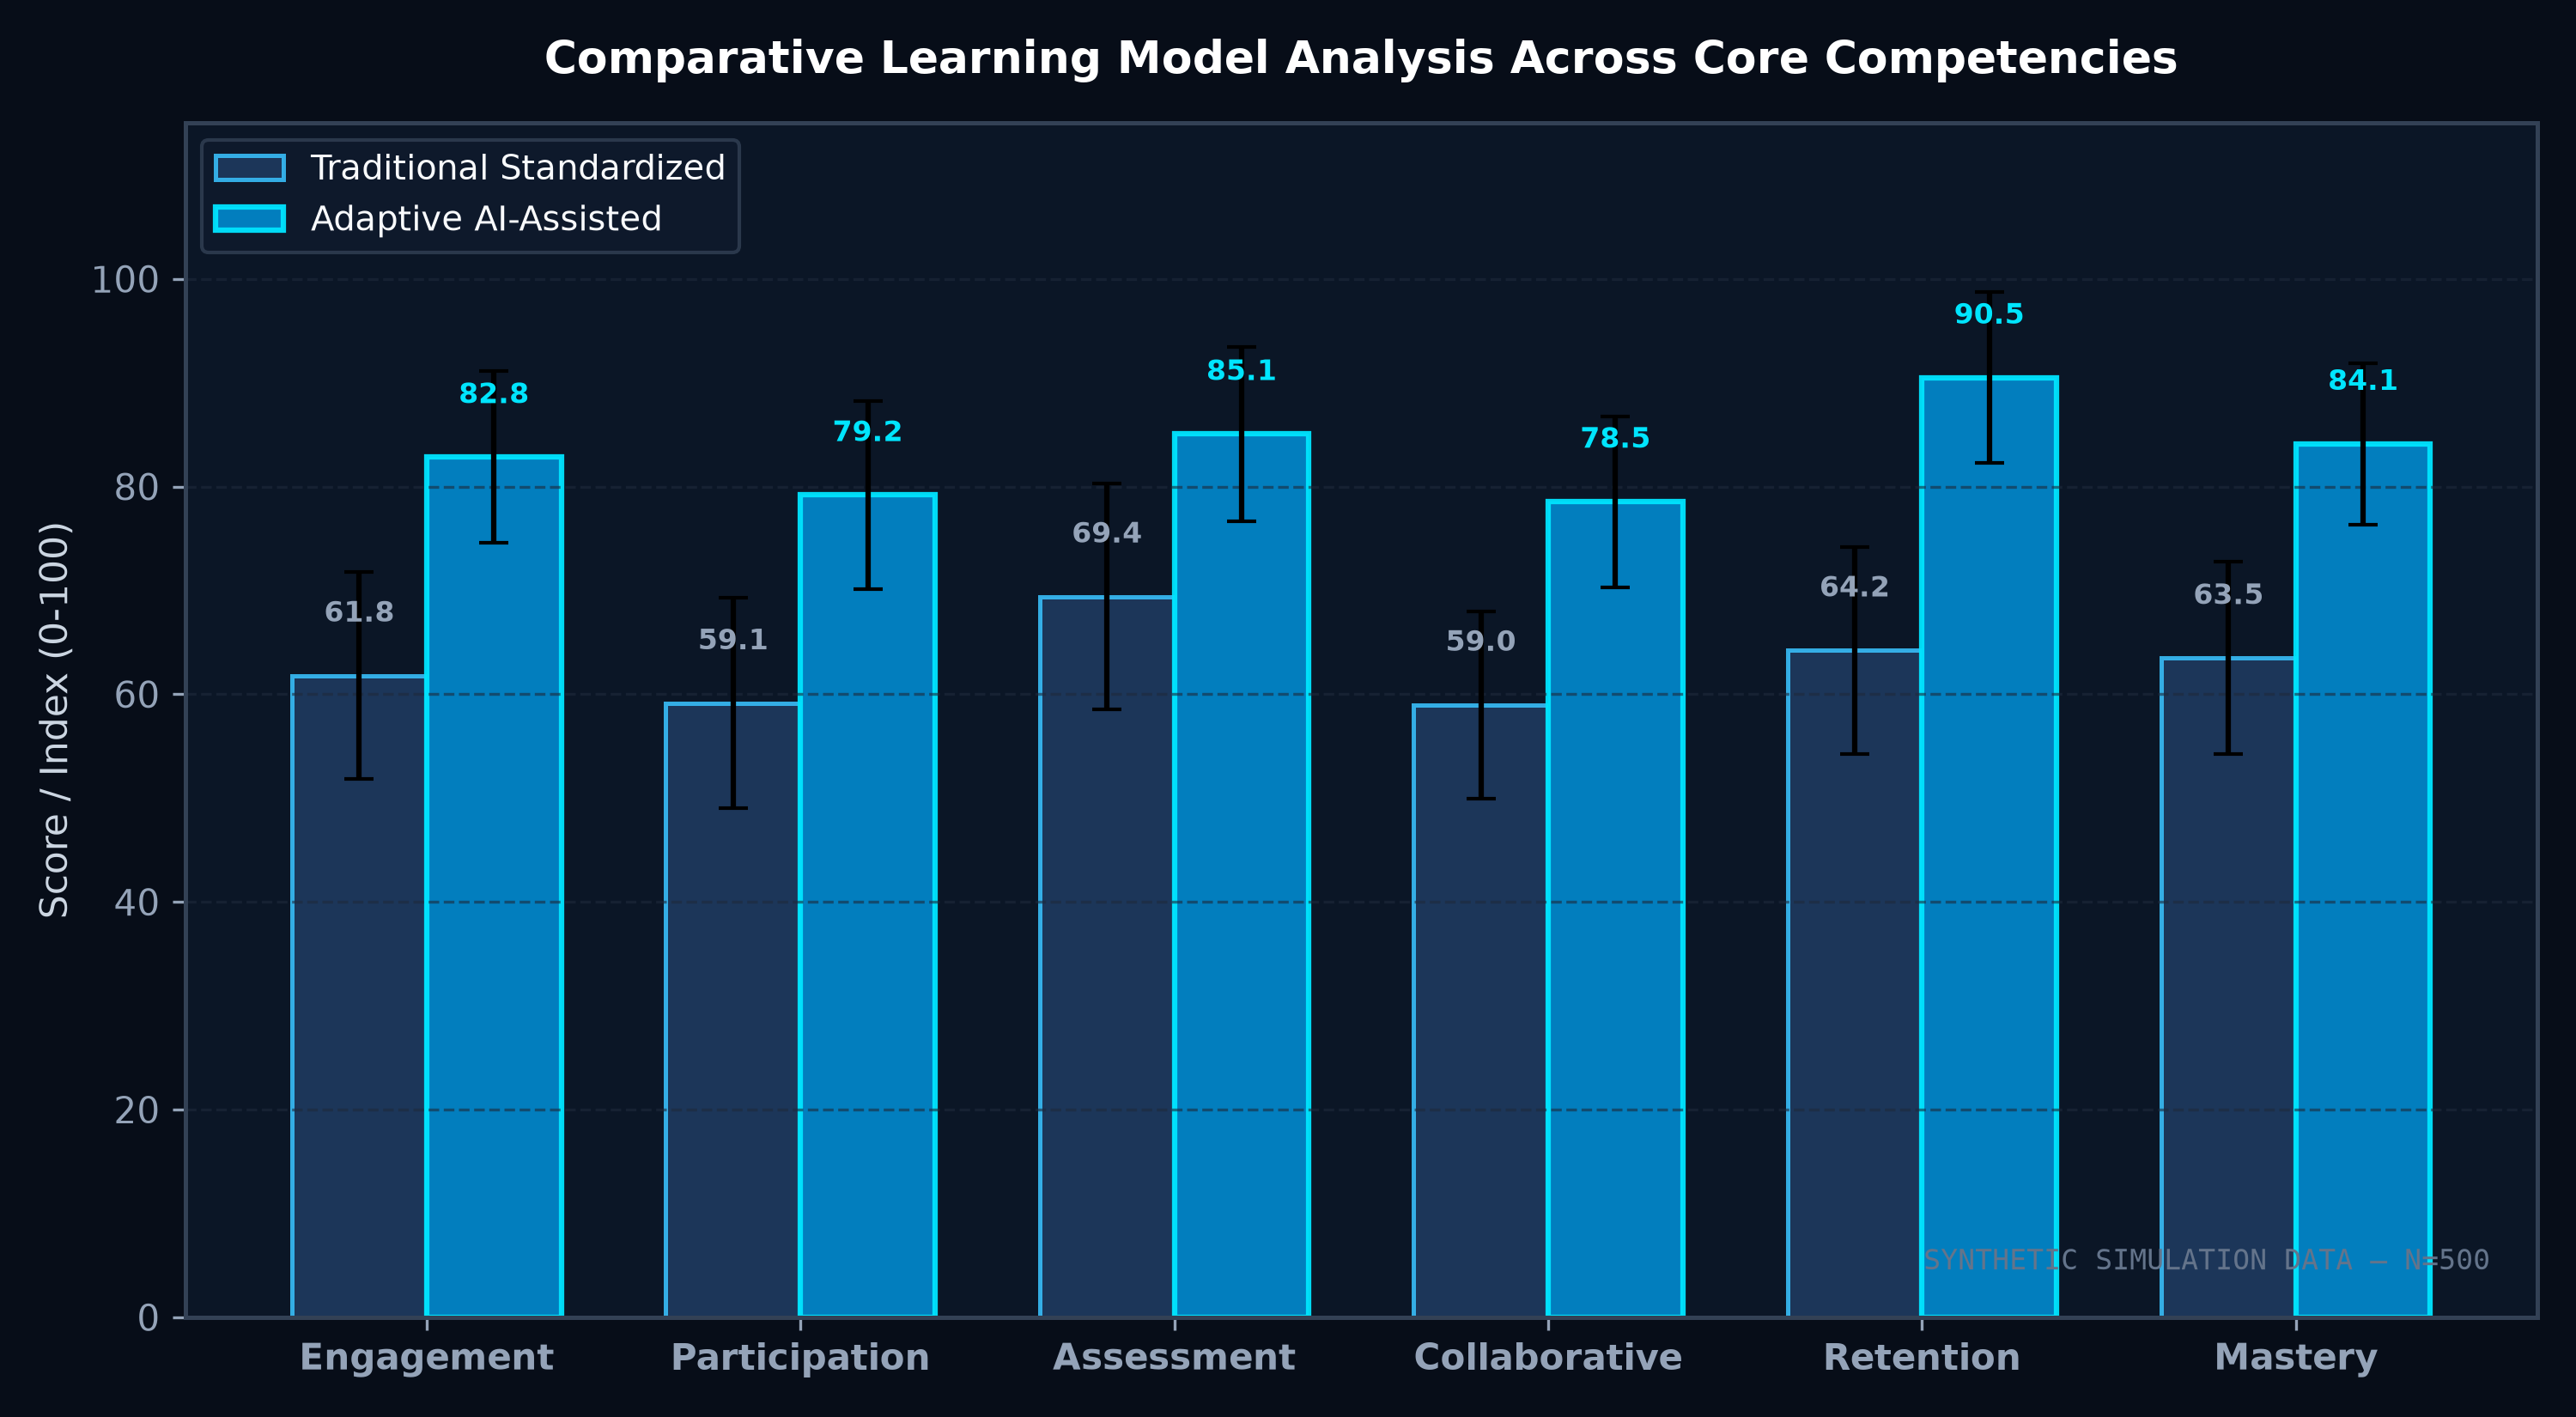 Comparative Learning Model Analysis Across Core Competencies
Traditional Standardized
Adaptive AI-Assisted
Score / Index (0-100)
100
80
60
40
20
0
61.8
82.8
59.1
79.2
69.4
85.1
59.0
78.5
64.2
90.5
63.5
84.1
SYNTHETIC SIMULATION DATA — N=500
Engagement
Participation
Assessment
Collaborative
Retention
Mastery